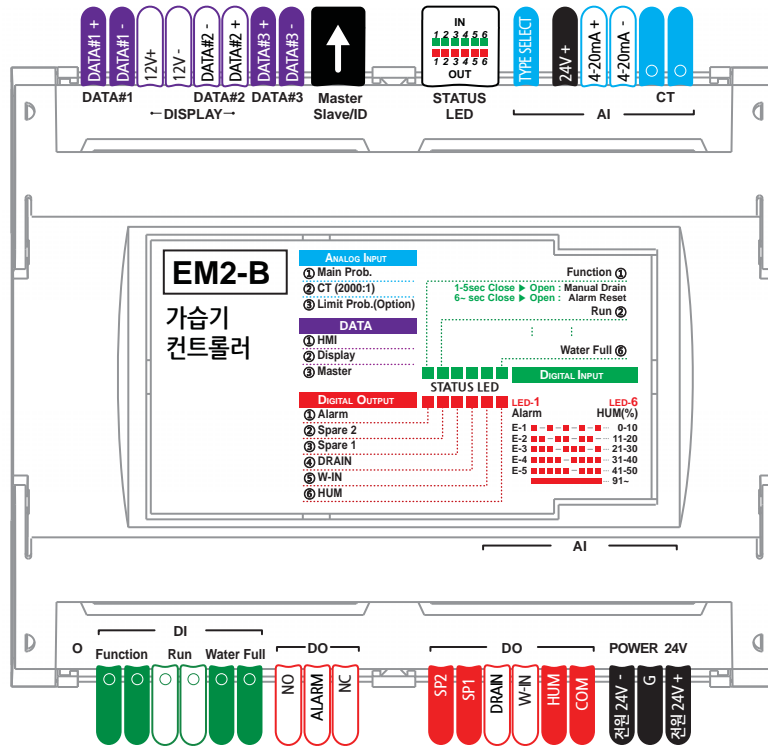 DATA#1 +
DATA#1 -
12V+
12V -
DATA#2 -
DATA#2 +
DATA#3 +
DATA#3 -
IN
1 2 3 4 5 6
1 2 3 4 5 6
OUT
TYPE SELECT
24V +
4-20mA +
4-20mA -
DATA#1
DATA#2
DATA#3
←DISPLAY→
Master
Slave/ID
STATUS
LED
AI
CT
EM2-B
가습기
컨트롤러
ANALOG INPUT
① Main Prob.
② CT (2000:1)
③ Limit Prob.(Option)
DATA
① HMI
② Display
③ Master
DIGITAL OUTPUT
① Alarm
② Spare 2
③ Spare 1
④ DRAIN
⑤ W-IN
⑥ HUM
Function ①
1-5sec Close ▶ Open : Manual Drain
6~ sec Close ▶ Open : Alarm Reset
Run ②
Water Full ⑥
STATUS LED
DIGITAL INPUT
LED-1 LED-6
Alarm HUM(%)
E-1 0-10
E-2 11-20
E-3 21-30
E-4 31-40
E-5 41-50
91~
AI
O
DI
Function Run Water Full
DO
NO
ALARM
NC
DO
SP2
SP1
DRAIN
W-IN
HUM
COM
POWER 24V
전원 24V -
G
전원 24V +